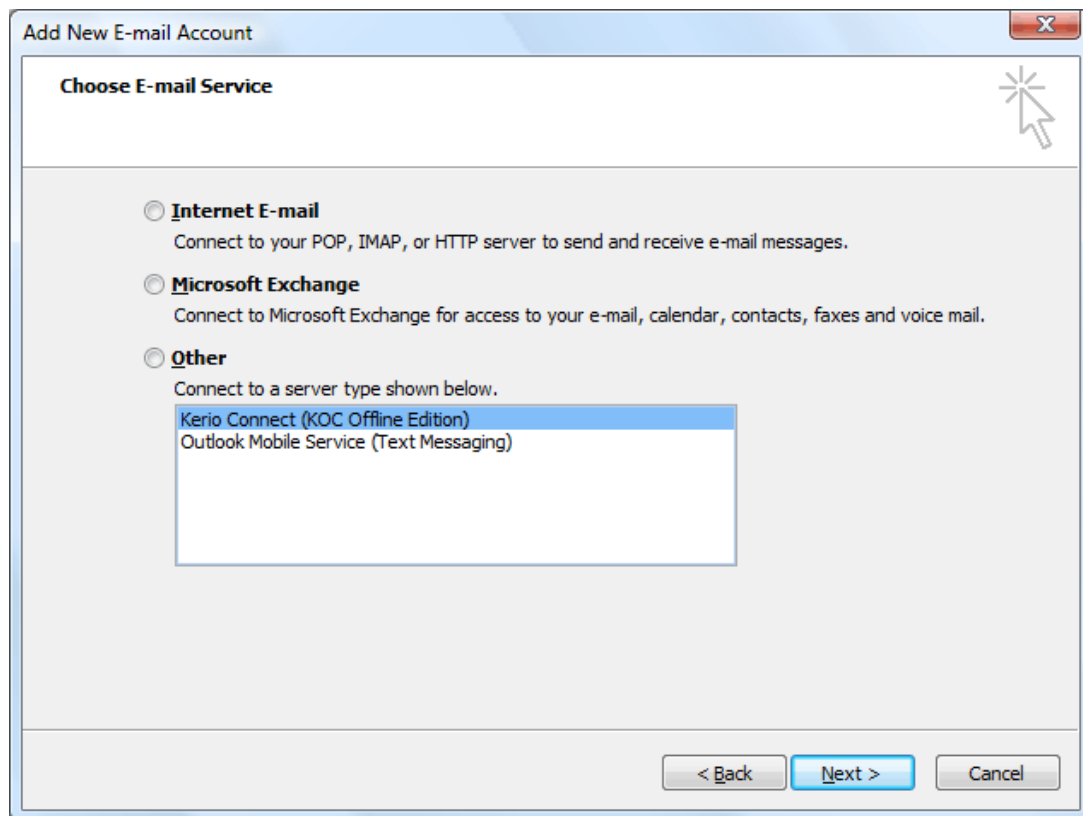 Add New E-mail Account
Choose E-mail Service
Internet E-mail
Connect to your POP, IMAP, or HTTP server to send and receive e-mail messages.
Microsoft Exchange
Connect to Microsoft Exchange for access to your e-mail, calendar, contacts, faxes and voice mail.
Other
Connect to a server type shown below.
Kerio Connect (KOC Offline Edition)
Outlook Mobile Service (Text Messaging)
< Back Next > Cancel